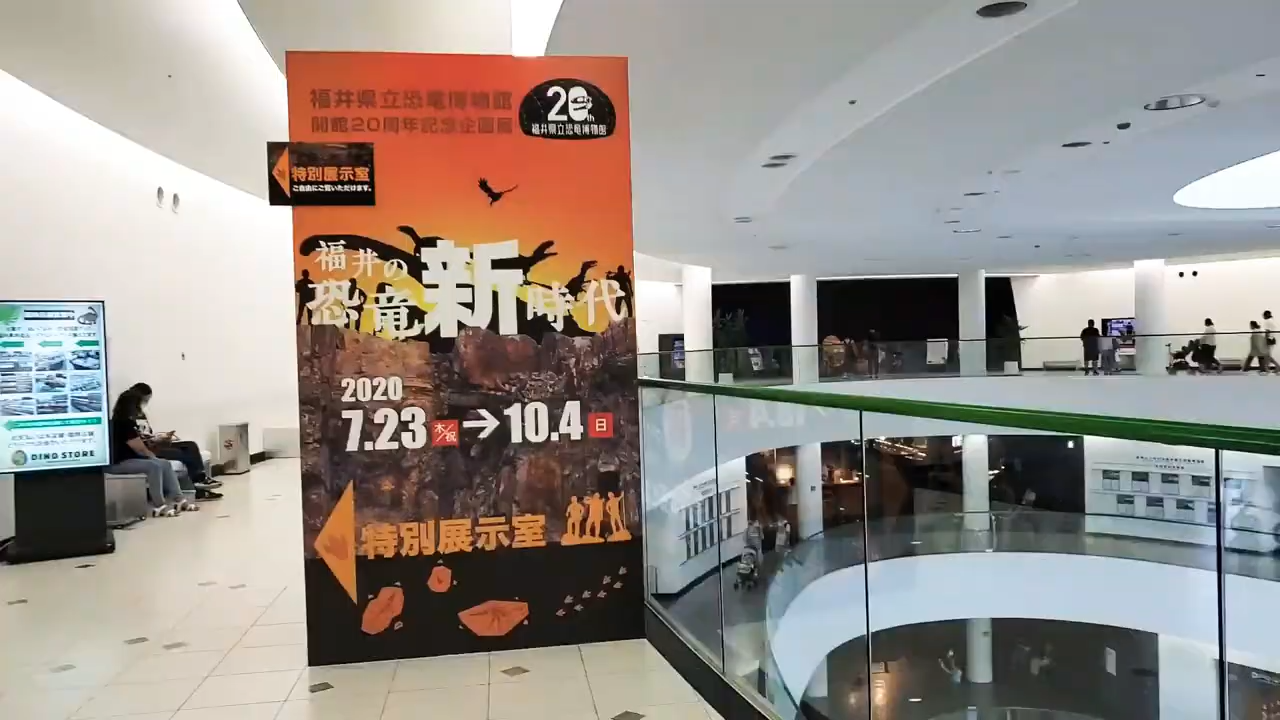 福井県立恐竜博物館
開館20周年記念企画展
20th
福井県立恐竜博物館
特別展示室
ご自由にご覧いただけます。
福井の
恐竜新時代
2020
7.23木/祝→10.4日
特別展示室
DINO STORE